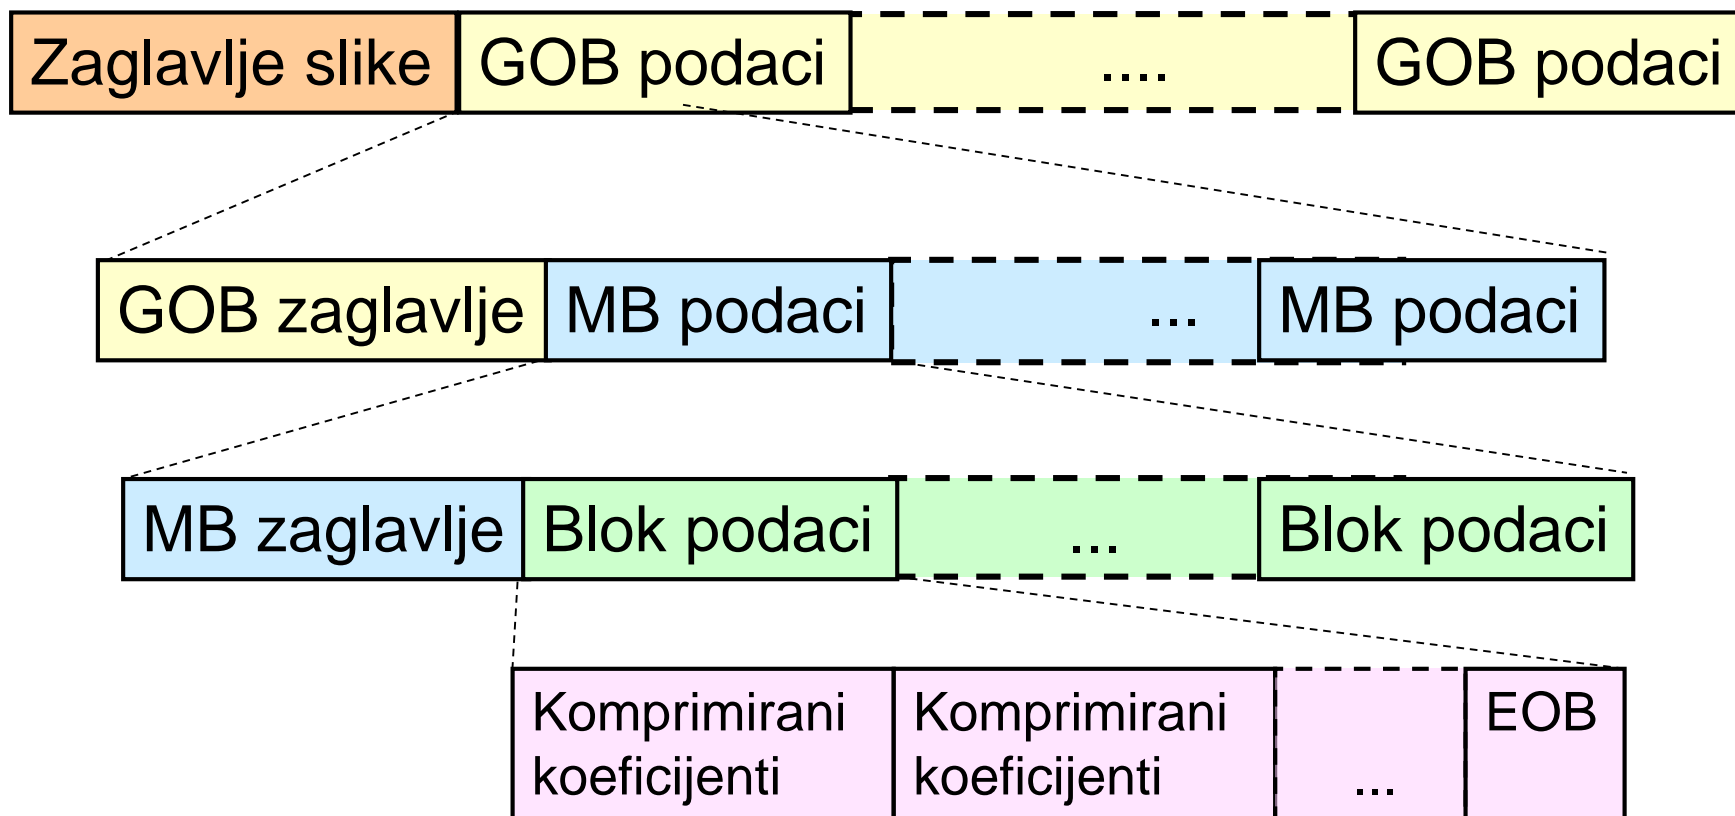 Zaglavlje slike GOB podaci .... GOB podaci
GOB zaglavlje MB podaci ... MB podaci
MB zaglavlje Blok podaci ... Blok podaci
Komprimirani Komprimirani EOB
koeficijenti koeficijenti ...